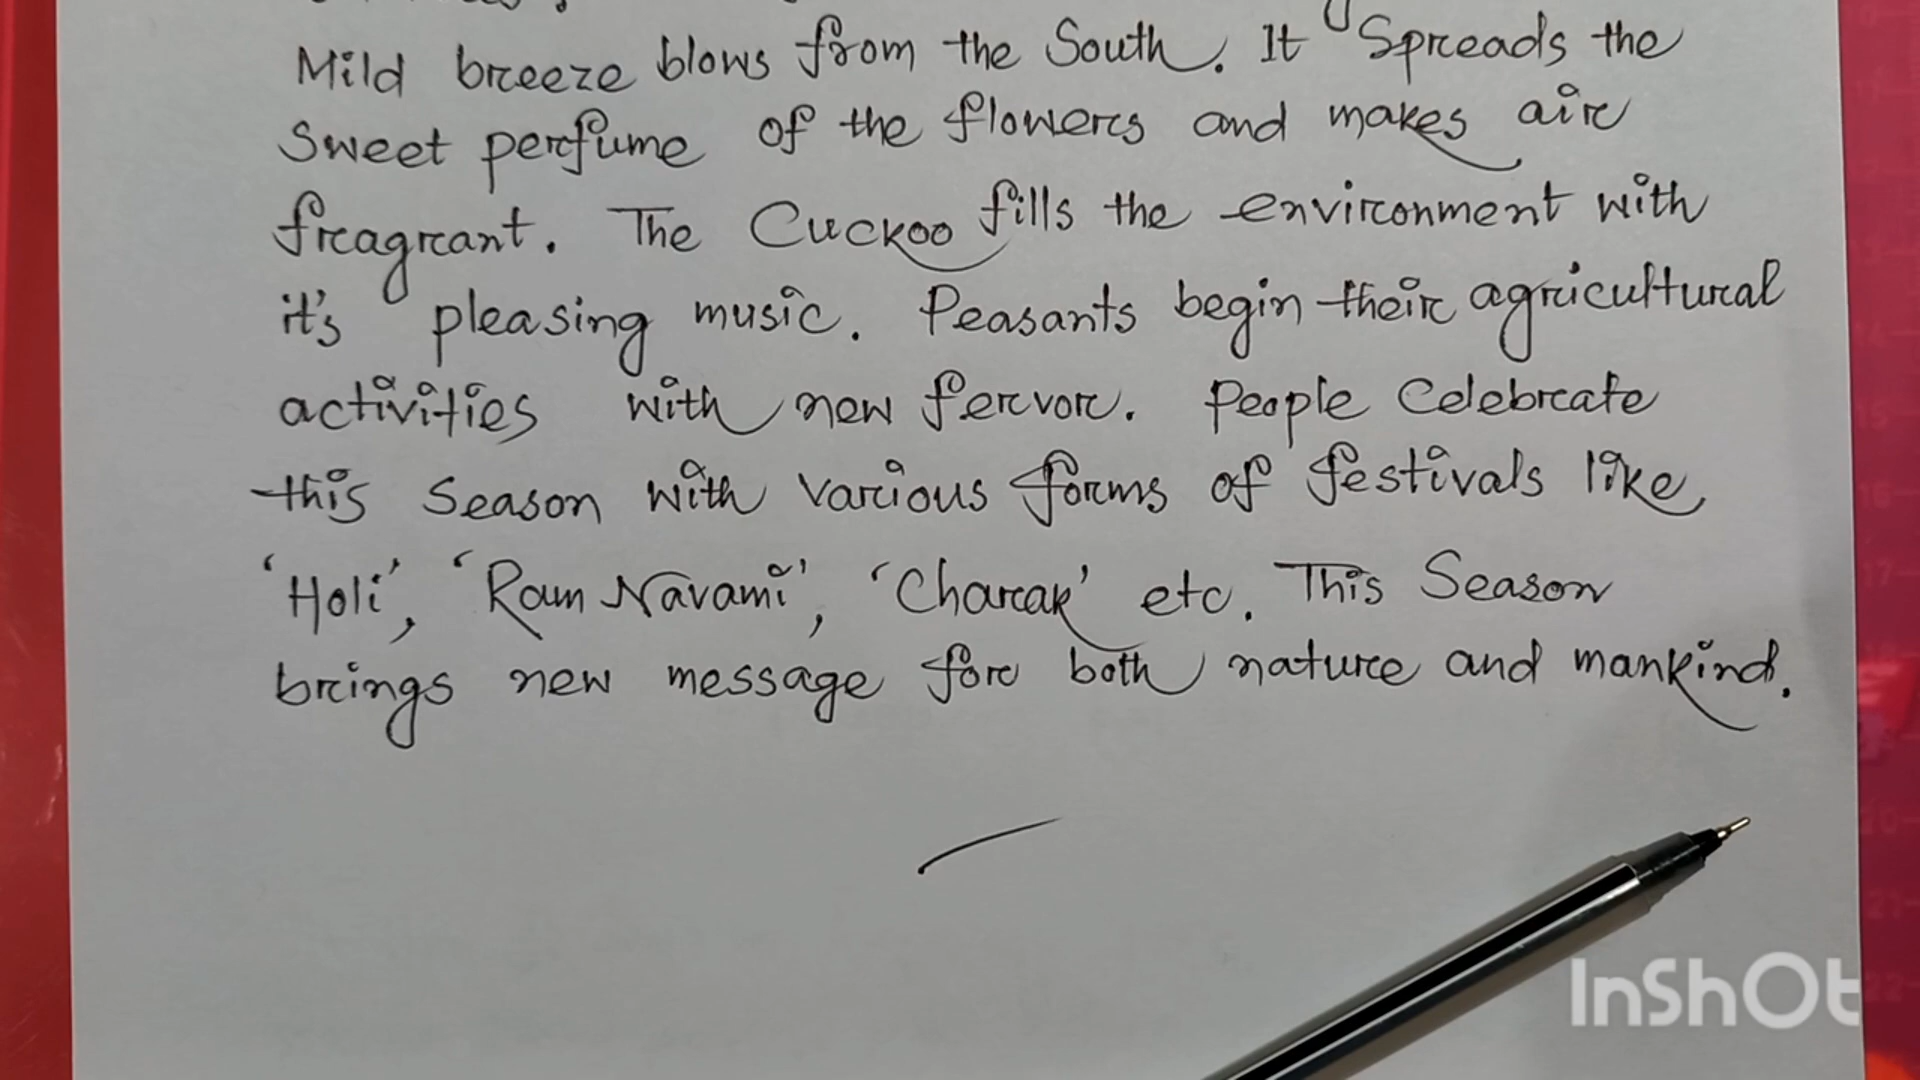 Mild breeze blows from the South. It Spreads the
Sweet perfume of the flowers and makes air
fragrant. The Cuckoo fills the environment with
it's pleasing music. Peasants begin their agricultural
activities with new fervor. People Celebrate
this Season with various forms of festivals like,
'Holi', 'Ram Navami', 'Charak' etc. This Season
brings new message for both nature and mankind.
InShOt